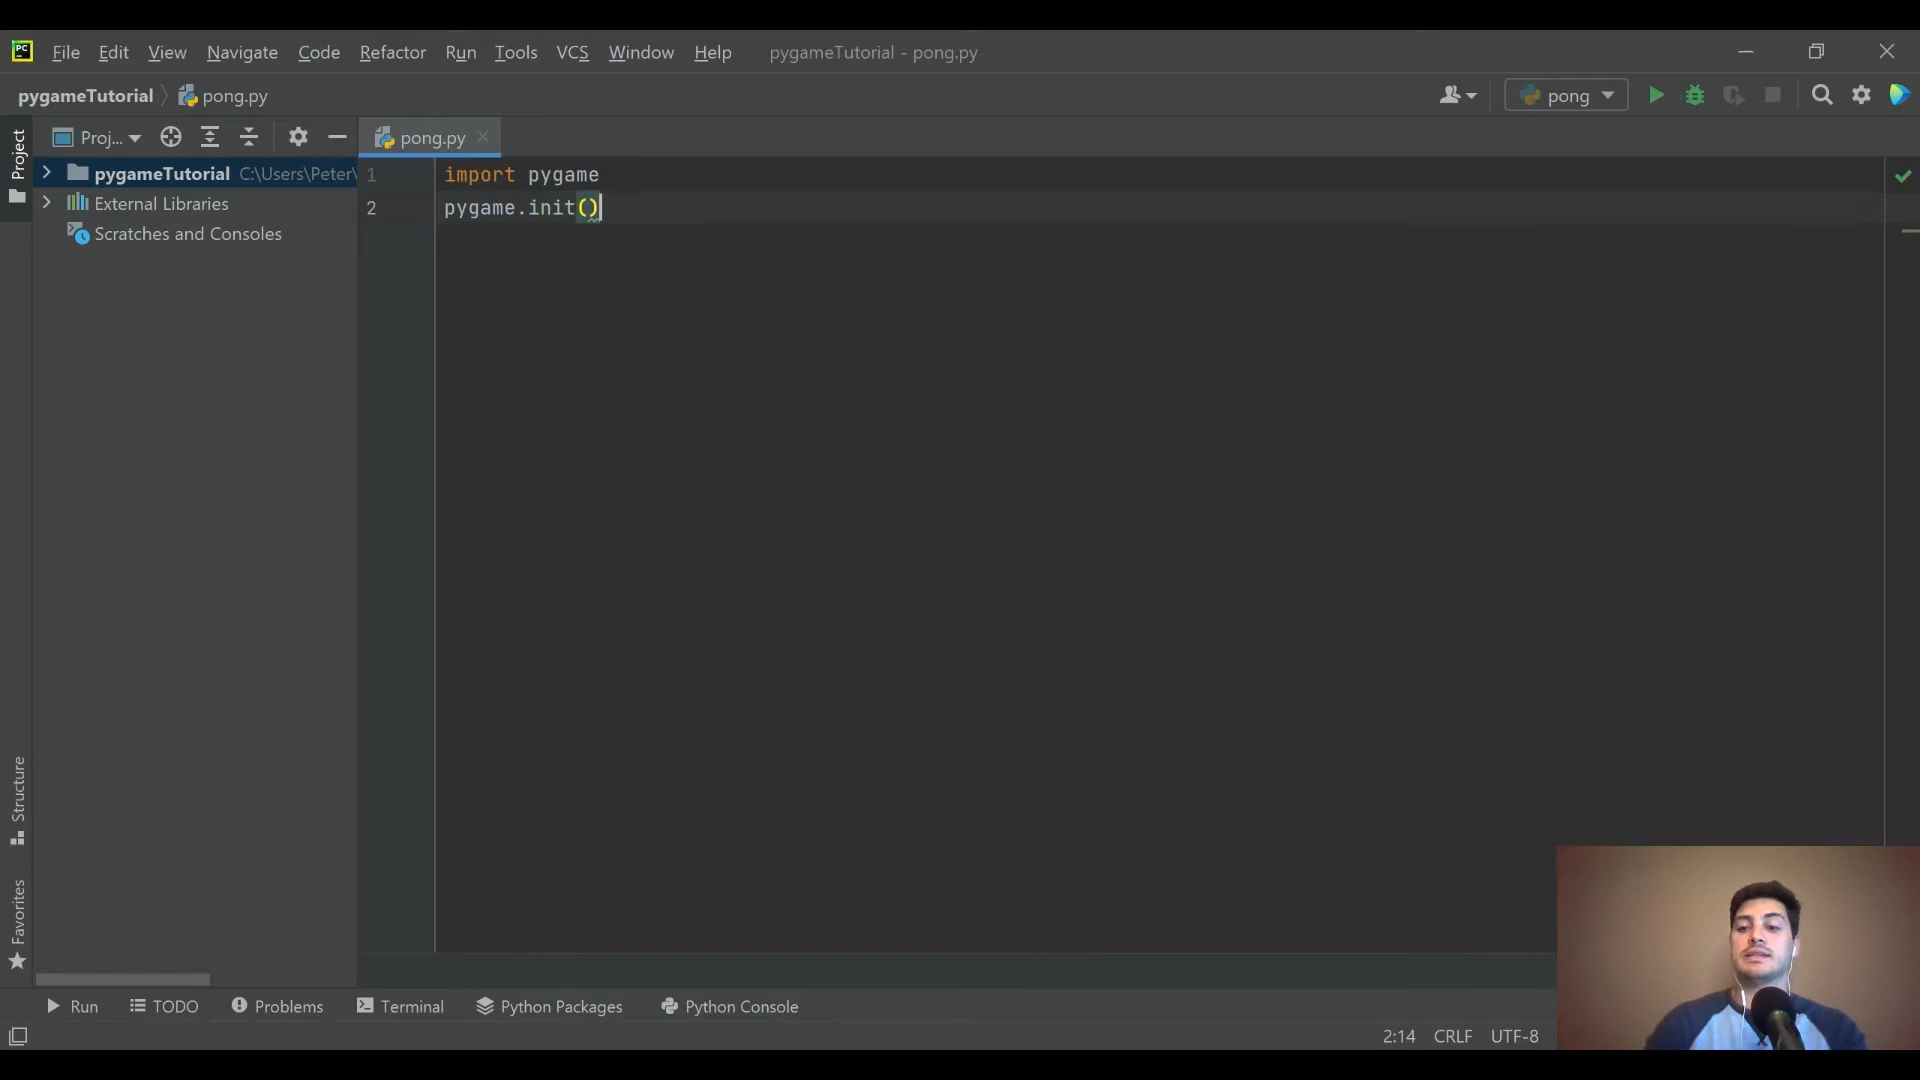 PC File Edit View Navigate Code Refactor Run Tools VCS Window Help pygameTutorial - pong.py
pygameTutorial pong.py pong
Project
Proj... pong.py
pygameTutorial C:\Users\Peter\
External Libraries
Scratches and Consoles
1 import pygame
2 pygame.init()
Structure
Favorites
Run TODO Problems Terminal Python Packages Python Console
2:14 CRLF UTF-8